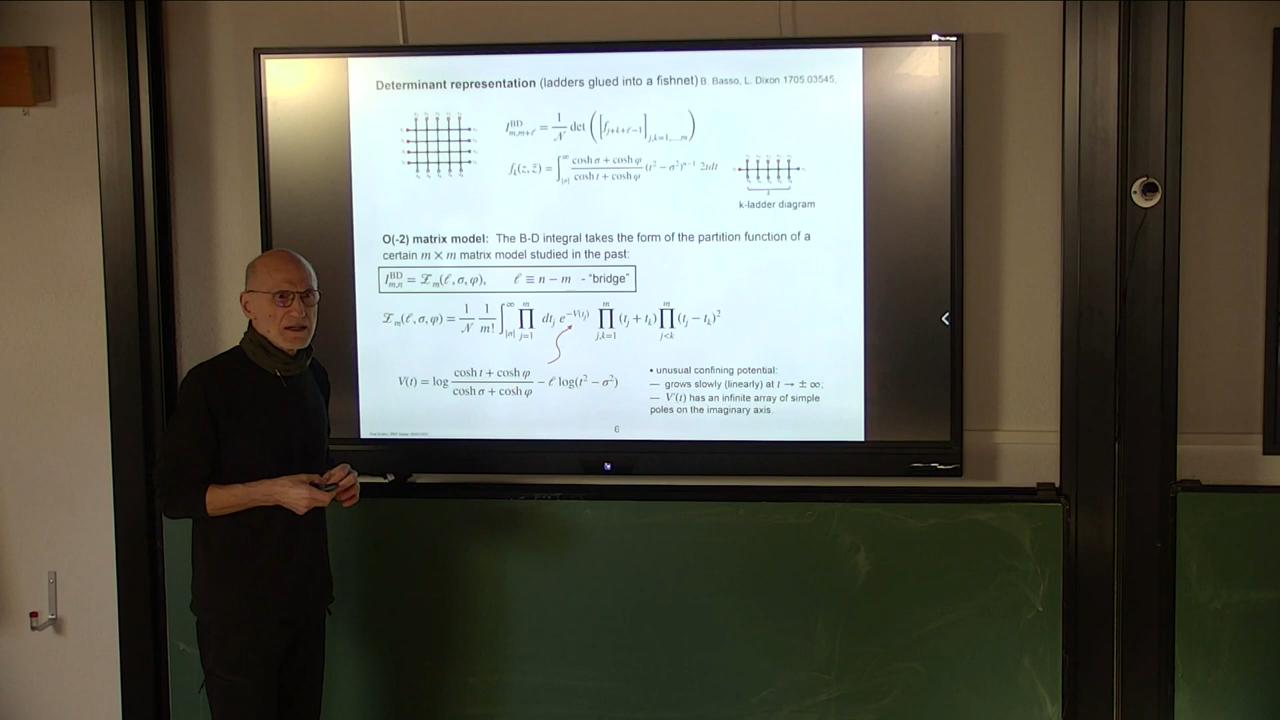 Determinant representation (ladders glued into a fishnet) B. Basso, L. Dixon 1705.03545,
I^{BD}_{m,m+ℓ} = 1/𝒩 det ( [ f_{j+k+ℓ−1} ]_{j,k=1,...,m} )
f_k(z, z̄) = ∫_{|σ|}^∞ (cosh σ + cosh φ)/(cosh t + cosh φ) (t² − σ²)^{n−1} 2tdt
k-ladder diagram
O(-2) matrix model: The B-D integral takes the form of the partition function of a
certain m × m matrix model studied in the past:
I^{BD}_{m,n} = 𝒵_m(ℓ, σ, φ), ℓ ≡ n − m - "bridge"
𝒵_m(ℓ, σ, φ) = 1/𝒩 1/m! ∫_{|σ|}^∞ ∏_{j=1}^m dt_j e^{−V(t_j)} ∏_{j,k=1}^m (t_j + t_k) ∏_{j<k}^m (t_j − t_k)²
V(t) = log (cosh t + cosh φ)/(cosh σ + cosh φ) − ℓ log(t² − σ²)
• unusual confining potential:
— grows slowly (linearly) at t → ± ∞;
— V'(t) has an infinite array of simple
poles on the imaginary axis.
6